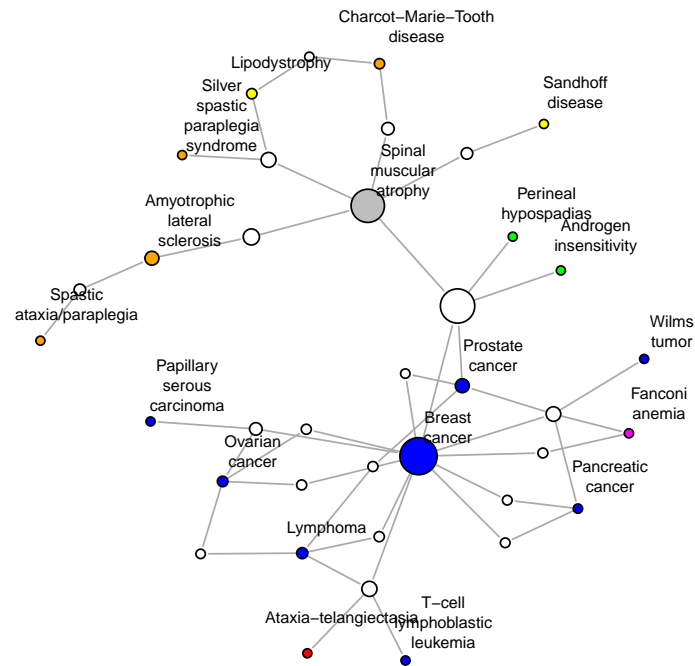 Charcot−Marie−Tooth
disease
Lipodystrophy
Silver
spastic
paraplegia
syndrome
Sandhoff
disease
Spinal
muscular
atrophy
Amyotrophic
lateral
sclerosis
Perineal
hypospadias
Androgen
insensitivity
Spastic
ataxia/paraplegia
Wilms
tumor
Prostate
cancer
Papillary
serous
carcinoma
Fanconi
anemia
Breast
cancer
Ovarian
cancer
Pancreatic
cancer
Lymphoma
Ataxia−telangiectasia
T−cell
lymphoblastic
leukemia